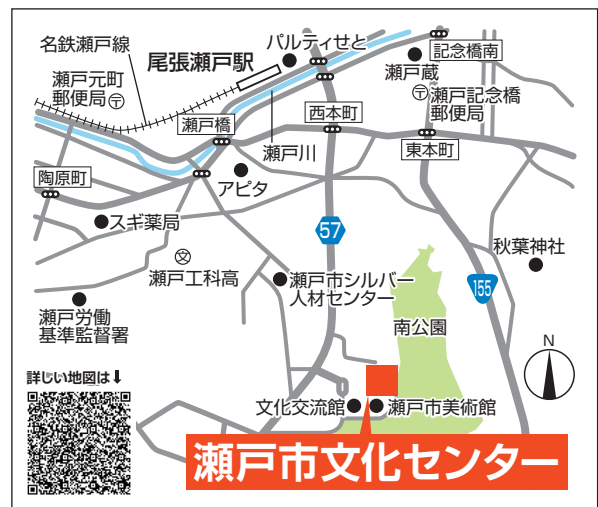 名鉄瀬戸線
パルティせと
尾張瀬戸駅
記念橋南
瀬戸蔵
瀬戸元町
郵便局
瀬戸記念橋
郵便局
瀬戸橋
西本町
瀬戸川
東本町
陶原町
アピタ
スギ薬局
57
文
瀬戸工科高
秋葉神社
瀬戸市シルバー
人材センター
155
瀬戸労働
基準監督署
南公園
N
詳しい地図は⬇
文化交流館
瀬戸市美術館
瀬戸市文化センター